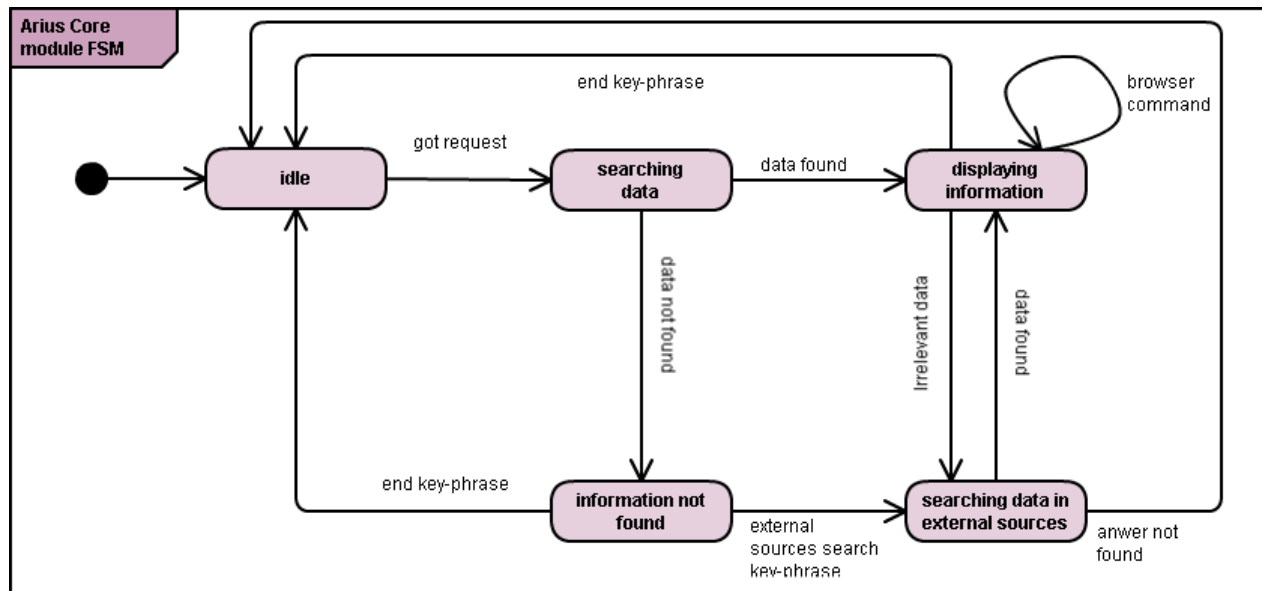 Arius Core
module FSM
end key-phrase
browser
command
got request
data found
idle
searching
data
displaying
information
data not found
Irrelevant data
data found
end key-phrase
information not
found
searching data in
external sources
external
sources search
key-phrase
anwer not
found